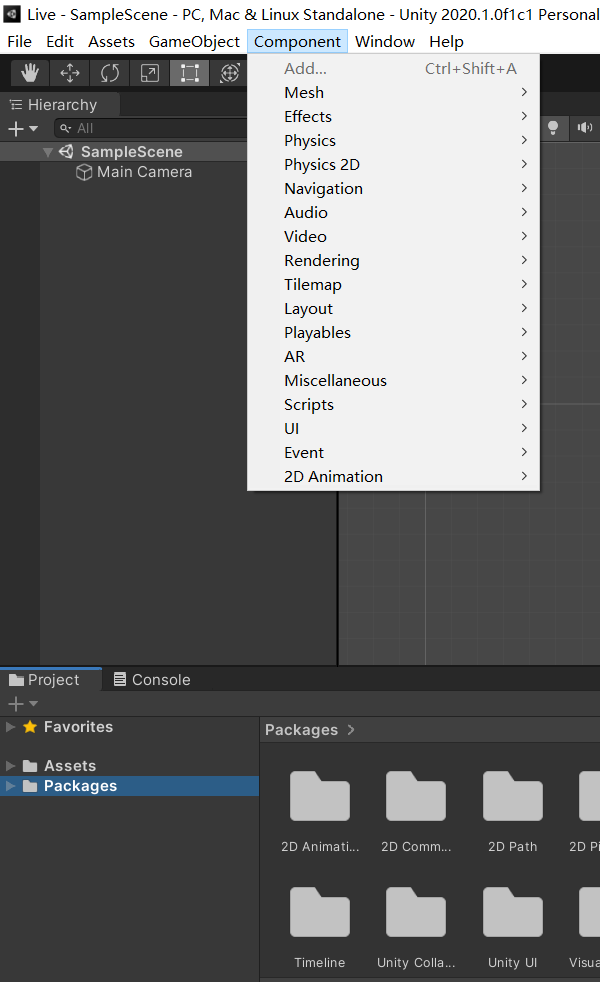 Live - SampleScene - PC, Mac & Linux Standalone - Unity 2020.1.0f1c1 Personal
File Edit Assets GameObject Component Window Help
Add... Ctrl+Shift+A
Mesh
Effects
Physics
Physics 2D
Navigation
Audio
Video
Rendering
Tilemap
Layout
Playables
AR
Miscellaneous
Scripts
UI
Event
2D Animation
Hierarchy
All
SampleScene
Main Camera
Project Console
Favorites
Assets
Packages
Packages
2D Animati... 2D Comm... 2D Path 2D Pi
Timeline Unity Colla... Unity UI Visua